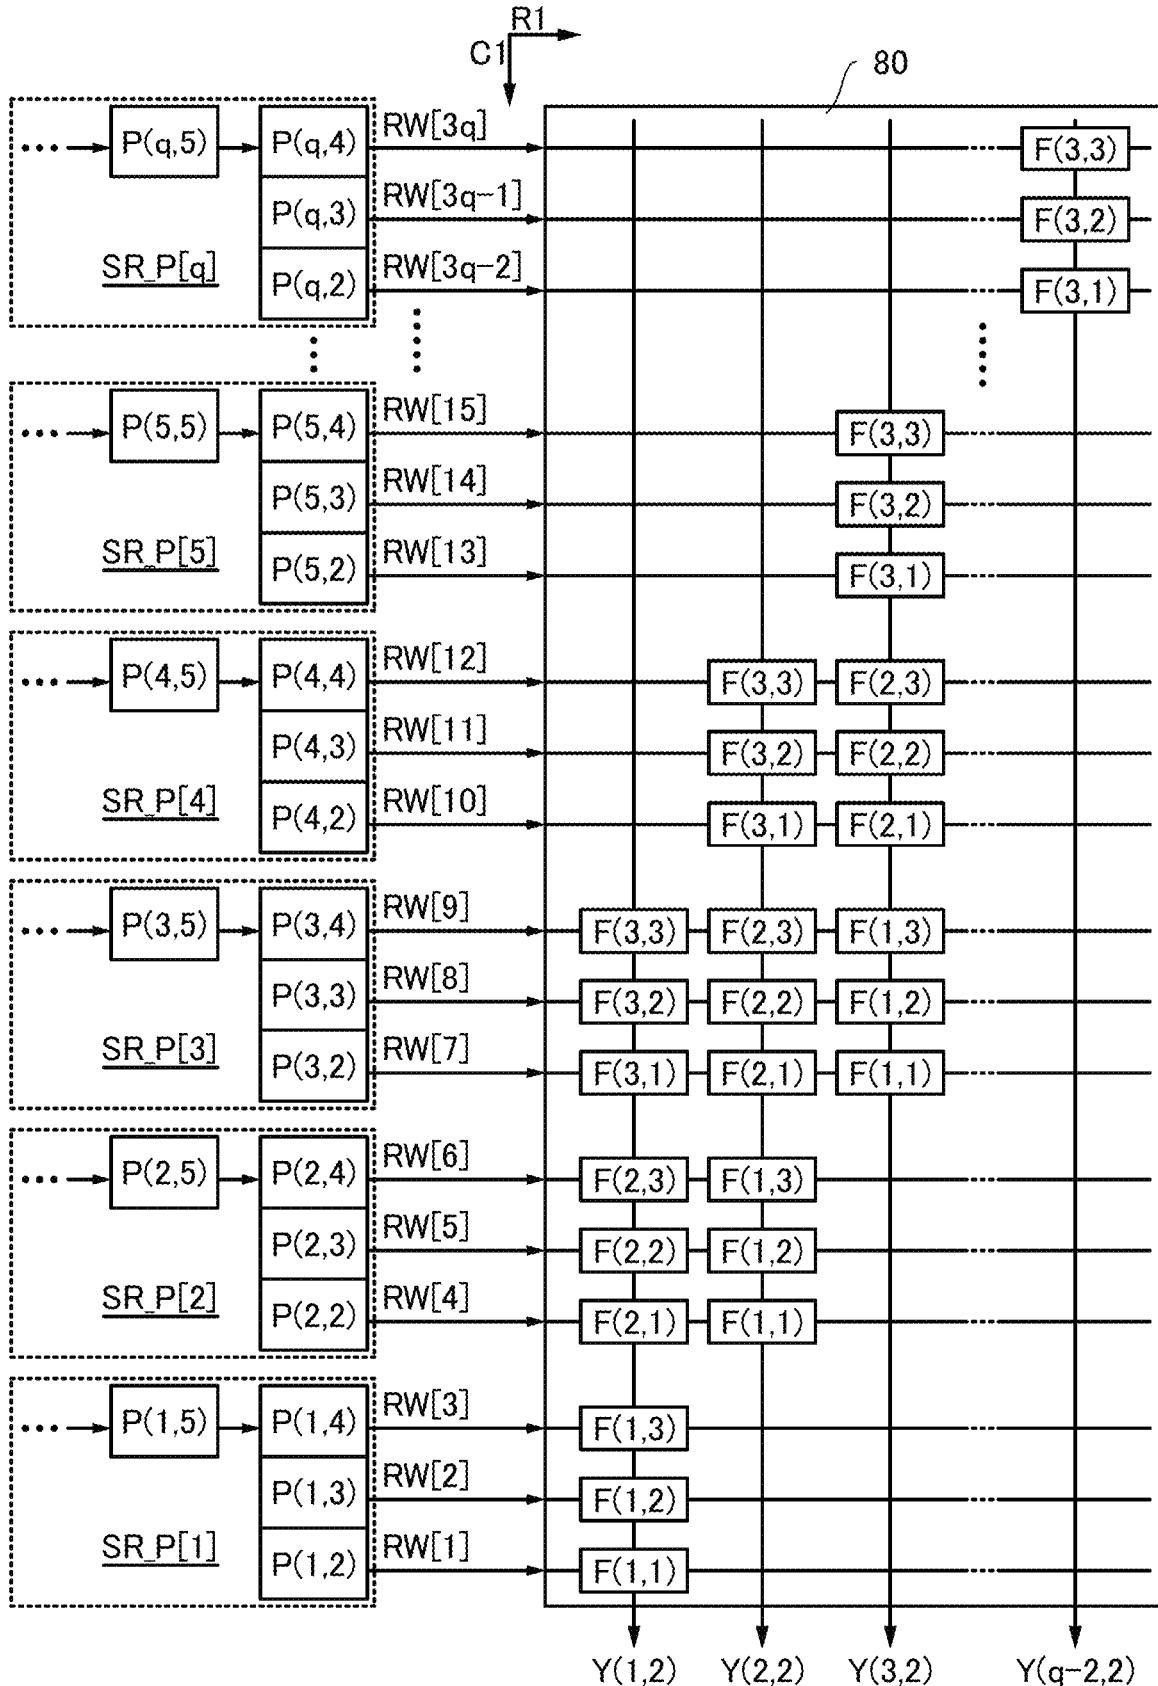 R1
C1
80
P(q,5) P(q,4) RW[3q] F(3,3)
P(q,3) RW[3q-1] F(3,2)
SR_P[q] P(q,2) RW[3q-2] F(3,1)
P(5,5) P(5,4) RW[15] F(3,3)
P(5,3) RW[14] F(3,2)
SR_P[5] P(5,2) RW[13] F(3,1)
P(4,5) P(4,4) RW[12] F(3,3) F(2,3)
P(4,3) RW[11] F(3,2) F(2,2)
SR_P[4] P(4,2) RW[10] F(3,1) F(2,1)
P(3,5) P(3,4) RW[9] F(3,3) F(2,3) F(1,3)
P(3,3) RW[8] F(3,2) F(2,2) F(1,2)
SR_P[3] P(3,2) RW[7] F(3,1) F(2,1) F(1,1)
P(2,5) P(2,4) RW[6] F(2,3) F(1,3)
P(2,3) RW[5] F(2,2) F(1,2)
SR_P[2] P(2,2) RW[4] F(2,1) F(1,1)
P(1,5) P(1,4) RW[3] F(1,3)
P(1,3) RW[2] F(1,2)
SR_P[1] P(1,2) RW[1] F(1,1)
Y(1,2) Y(2,2) Y(3,2) Y(q-2,2)